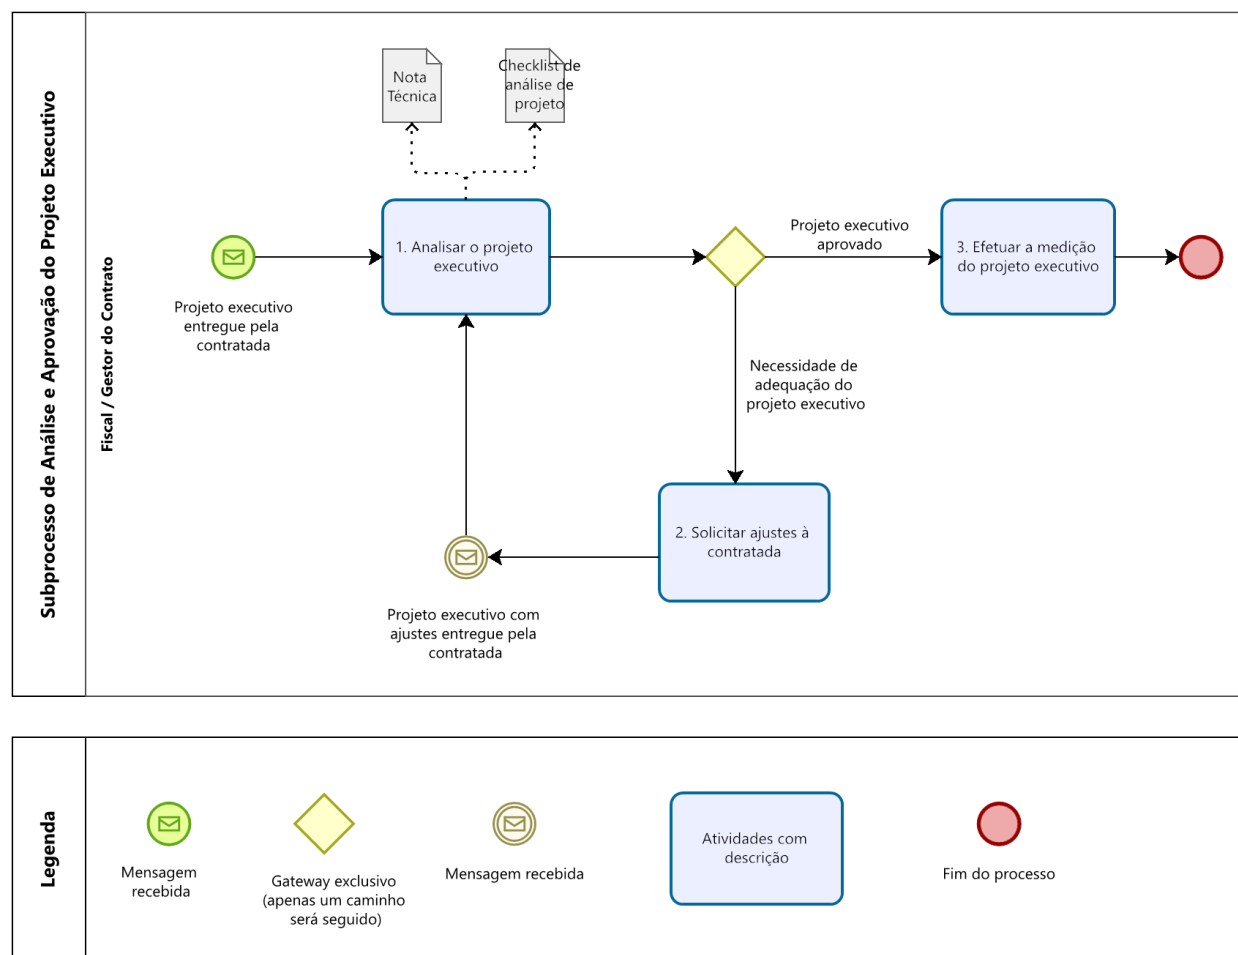 Subprocesso de Análise e Aprovação do Projeto Executivo
Fiscal / Gestor do Contrato
Nota
Técnica
Checklist de
análise de
projeto
Projeto executivo
entregue pela
contratada
1. Analisar o projeto
executivo
Projeto executivo
aprovado
3. Efetuar a medição
do projeto executivo
Necessidade de
adequação do
projeto executivo
2. Solicitar ajustes à
contratada
Projeto executivo com
ajustes entregue pela
contratada
Legenda
Mensagem
recebida
Gateway exclusivo
(apenas um caminho
será seguido)
Mensagem recebida
Atividades com
descrição
Fim do processo